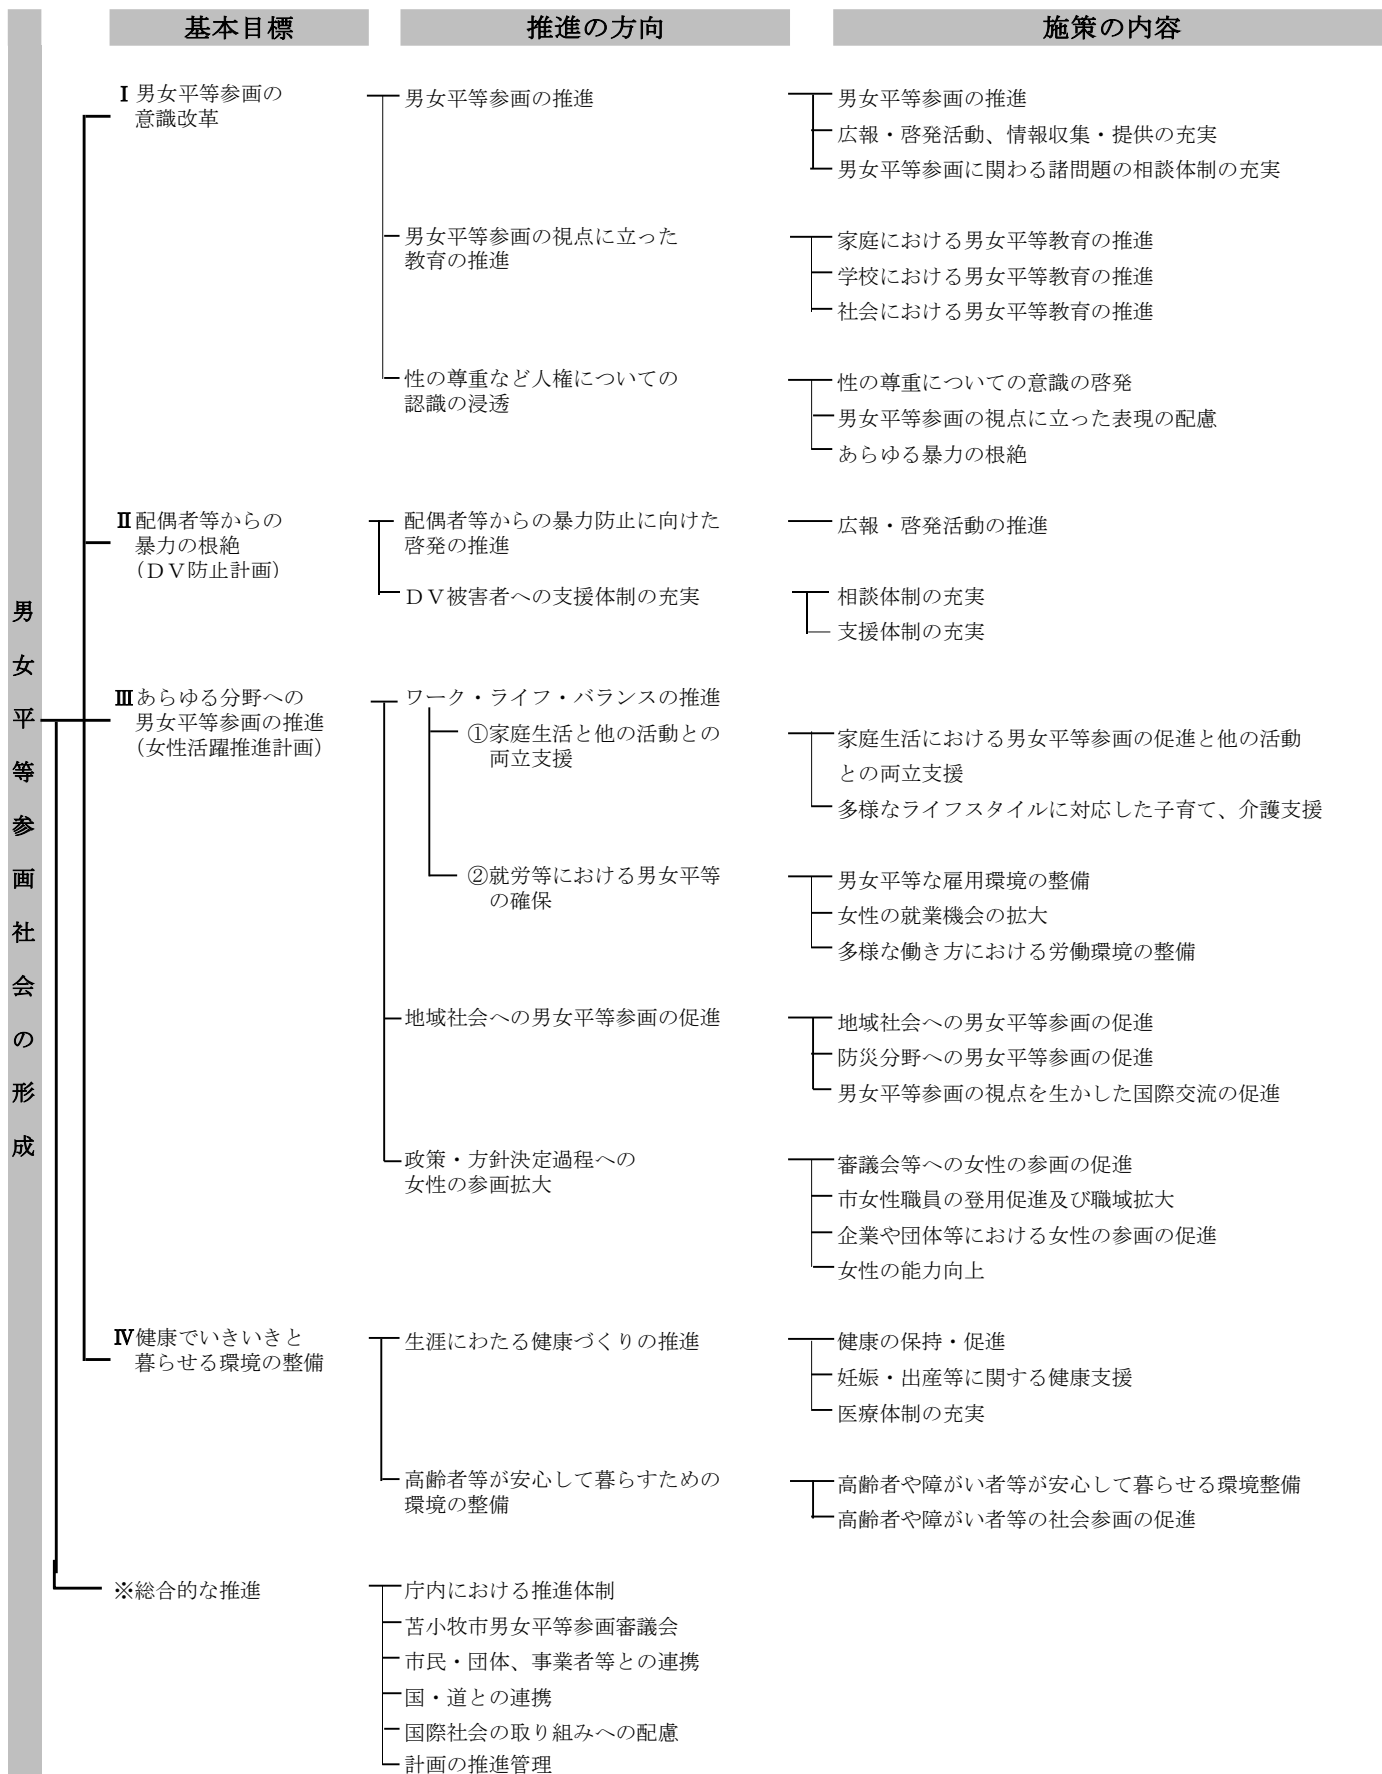 基本目標
推進の方向
施策の内容
男女平等参画社会の形成
Ⅰ 男女平等参画の
意識改革
男女平等参画の推進
男女平等参画の推進
広報・啓発活動、情報収集・提供の充実
男女平等参画に関わる諸問題の相談体制の充実
男女平等参画の視点に立った
教育の推進
家庭における男女平等教育の推進
学校における男女平等教育の推進
社会における男女平等教育の推進
性の尊重など人権についての
認識の浸透
性の尊重についての意識の啓発
男女平等参画の視点に立った表現の配慮
あらゆる暴力の根絶
Ⅱ配偶者等からの
暴力の根絶
(ＤＶ防止計画)
配偶者等からの暴力防止に向けた
啓発の推進
広報・啓発活動の推進
ＤＶ被害者への支援体制の充実
相談体制の充実
支援体制の充実
Ⅲあらゆる分野への
男女平等参画の推進
(女性活躍推進計画)
ワーク・ライフ・バランスの推進
①家庭生活と他の活動との
両立支援
家庭生活における男女平等参画の促進と他の活動
との両立支援
多様なライフスタイルに対応した子育て、介護支援
②就労等における男女平等
の確保
男女平等な雇用環境の整備
女性の就業機会の拡大
多様な働き方における労働環境の整備
地域社会への男女平等参画の促進
地域社会への男女平等参画の促進
防災分野への男女平等参画の促進
男女平等参画の視点を生かした国際交流の促進
政策・方針決定過程への
女性の参画拡大
審議会等への女性の参画の促進
市女性職員の登用促進及び職域拡大
企業や団体等における女性の参画の促進
女性の能力向上
Ⅳ健康でいきいきと
暮らせる環境の整備
生涯にわたる健康づくりの推進
健康の保持・促進
妊娠・出産等に関する健康支援
医療体制の充実
高齢者等が安心して暮らすための
環境の整備
高齢者や障がい者等が安心して暮らせる環境整備
高齢者や障がい者等の社会参画の促進
※総合的な推進
庁内における推進体制
苫小牧市男女平等参画審議会
市民・団体、事業者等との連携
国・道との連携
国際社会の取り組みへの配慮
計画の推進管理